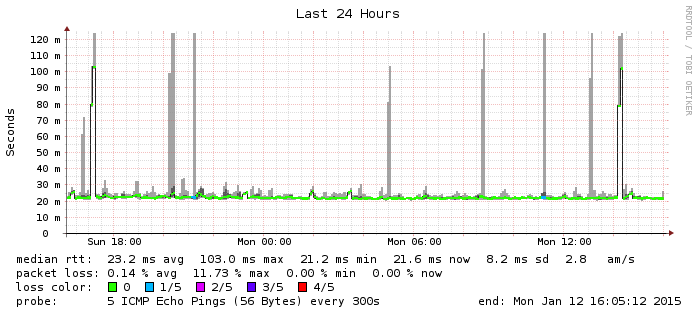 Last 24 Hours
RRDTOOL / TOBI OETIKER
Seconds
120 m
110 m
100 m
90 m
80 m
70 m
60 m
50 m
40 m
30 m
20 m
10 m
0
Sun 18:00 Mon 00:00 Mon 06:00 Mon 12:00
median rtt: 23.2 ms avg 103.0 ms max 21.2 ms min 21.6 ms now 8.2 ms sd 2.8 am/s
packet loss: 0.14 % avg 11.73 % max 0.00 % min 0.00 % now
loss color: 0 1/5 2/5 3/5 4/5
probe: 5 ICMP Echo Pings (56 Bytes) every 300s end: Mon Jan 12 16:05:12 2015